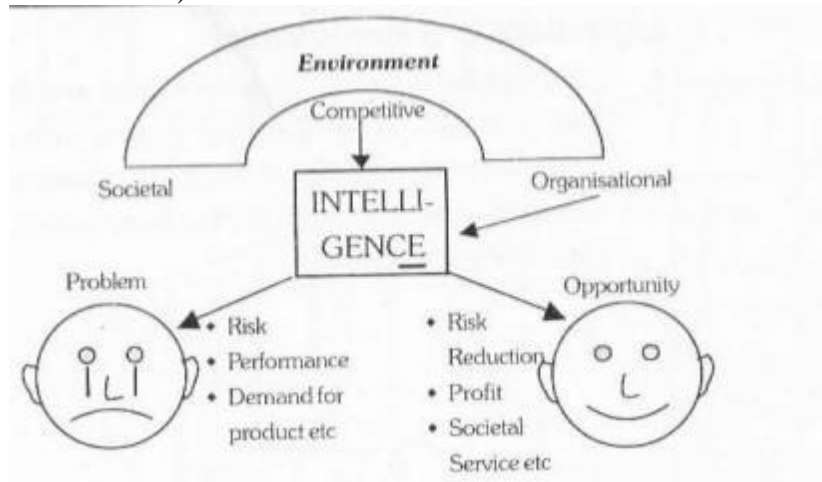 Environment
Competitive
Societal
Organisational
INTELLI-
GENCE
Problem
• Risk
• Performance
• Demand for
product etc
Opportunity
• Risk
Reduction
• Profit
• Societal
Service etc